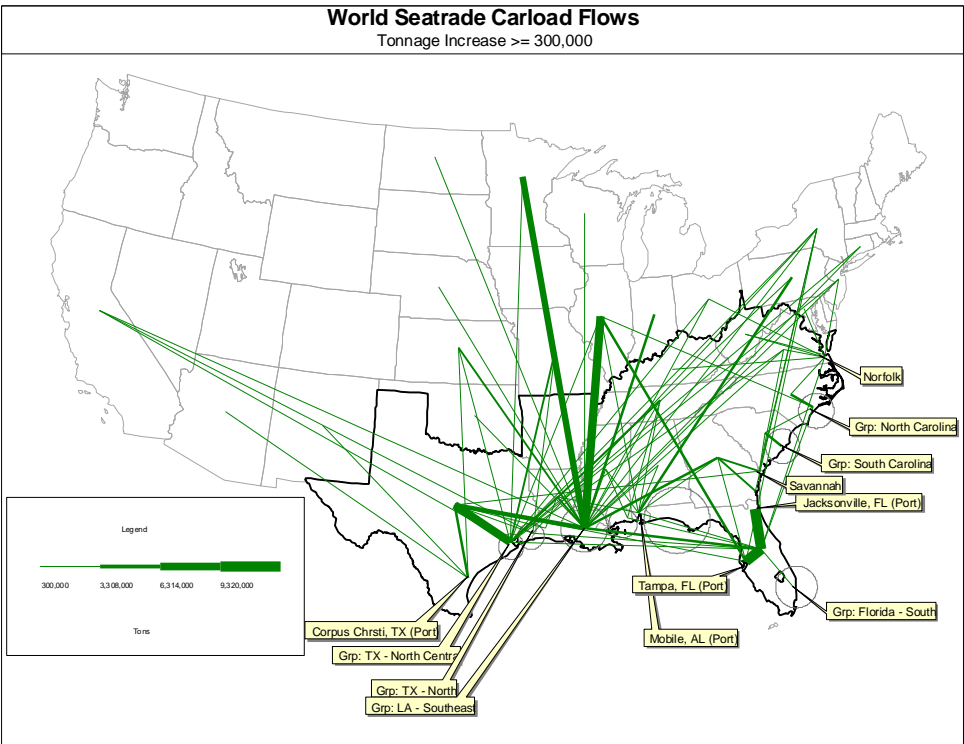 World Seatrade Carload Flows
Tonnage Increase >= 300,000
Norfolk
Grp: North Carolina
Grp: South Carolina
Savannah
Jacksonville, FL (Port)
Legend
300,000 3,308,000 6,314,000 9,320,000
Tons
Tampa, FL (Port)
Grp: Florida - South
Corpus Chrsti, TX (Port
Mobile, AL (Port)
Grp: TX - North Centra
Grp: TX - North
Grp: LA - Southeast